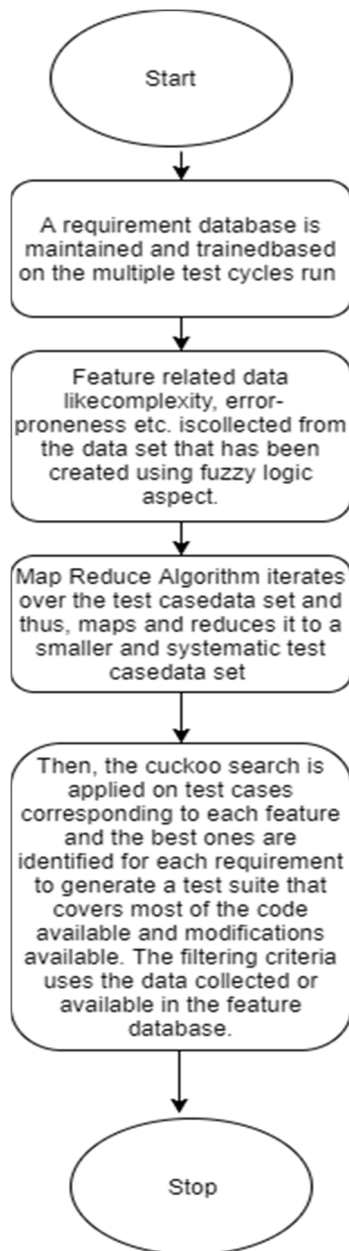 Start
A requirement database is
maintained and trainedbased
on the multiple test cycles run
Feature related data
likecomplexity, error-
proneness etc. iscollected from
the data set that has been
created using fuzzy logic
aspect.
Map Reduce Algorithm iterates
over the test casedata set and
thus, maps and reduces it to a
smaller and systematic test
casedata set
Then, the cuckoo search is
applied on test cases
corresponding to each feature
and the best ones are
identified for each requirement
to generate a test suite that
covers most of the code
available and modifications
available. The filtering criteria
uses the data collected or
available in the feature
database.
Stop